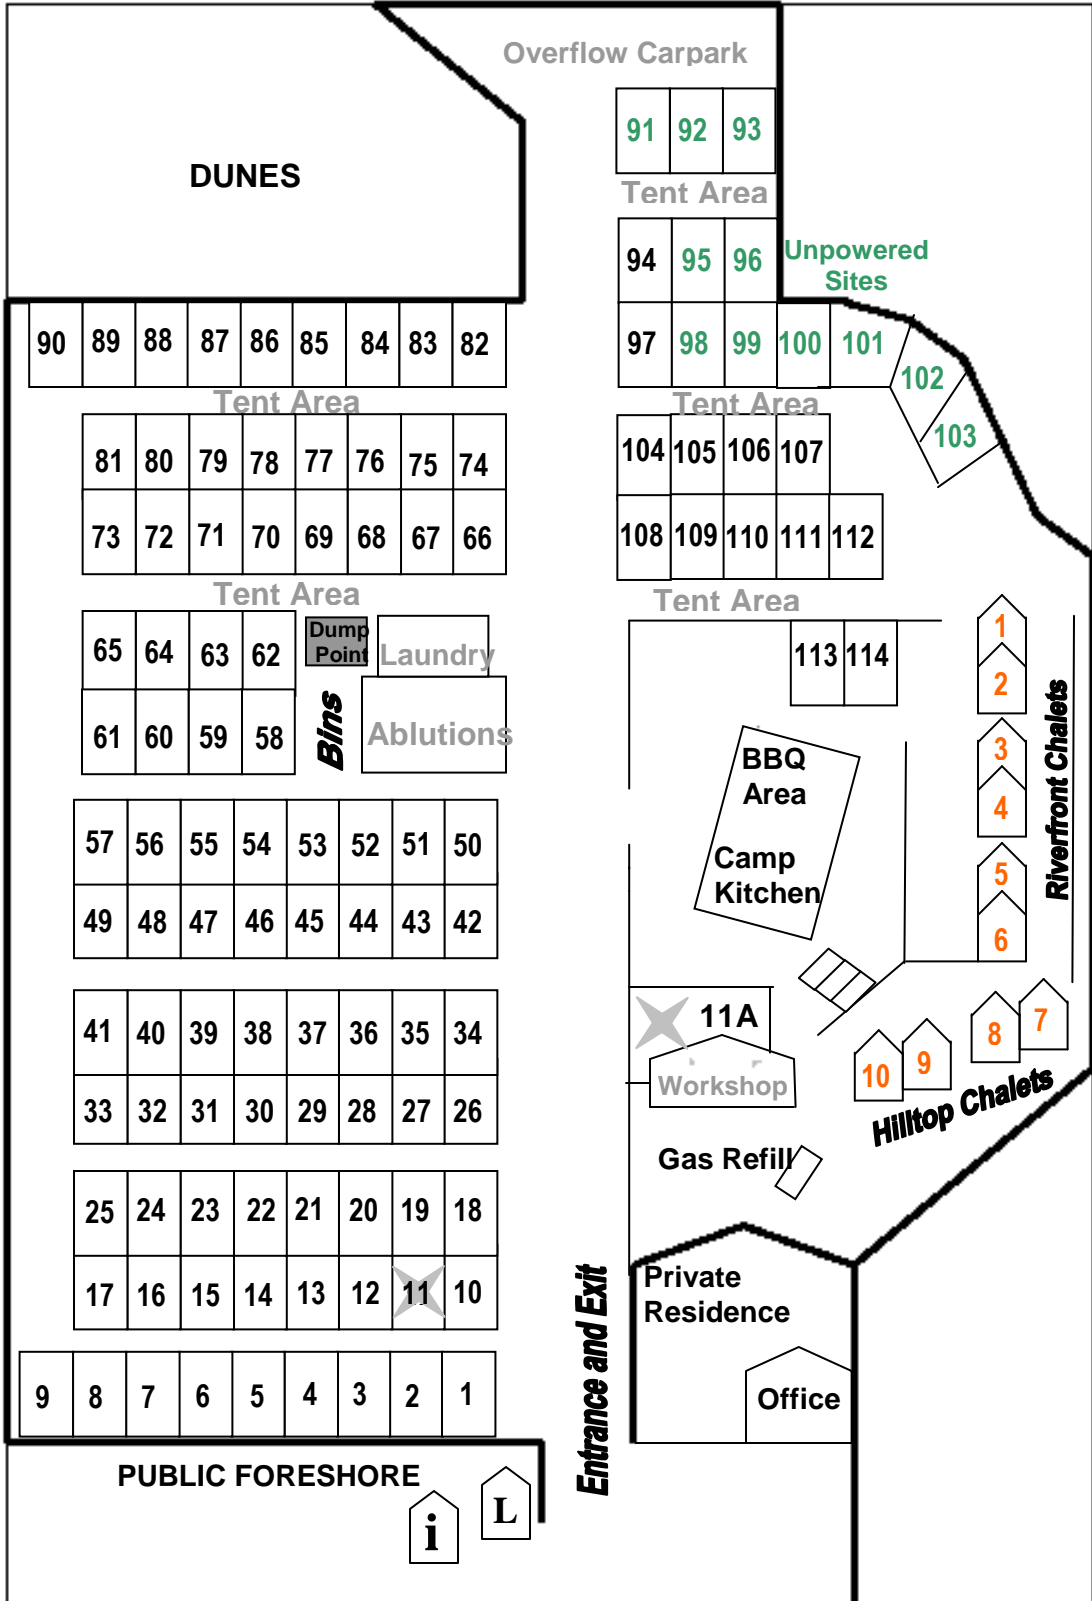 Overflow Carpark
91 92 93
DUNES
Tent Area
94 95 96
Unpowered
Sites
90 89 88 87 86 85 84 83 82
97 98 99 100 101
102
103
Tent Area
Tent Area
81 80 79 78 77 76 75 74
104 105 106 107
73 72 71 70 69 68 67 66
108 109 110 111 112
Tent Area
Tent Area
65 64 63 62
Dump
Point
Laundry
113 114
1
2
61 60 59 58
Bins
Ablutions
BBQ
Area
Camp
Kitchen
3
4
5
6
Riverfront Chalets
57 56 55 54 53 52 51 50
49 48 47 46 45 44 43 42
41 40 39 38 37 36 35 34
11A
Workshop
10 9 8 7
Hilltop Chalets
33 32 31 30 29 28 27 26
Gas Refill
25 24 23 22 21 20 19 18
17 16 15 14 13 12 11 10
Private
Residence
Entrance and Exit
9 8 7 6 5 4 3 2 1
Office
PUBLIC FORESHORE
i
L